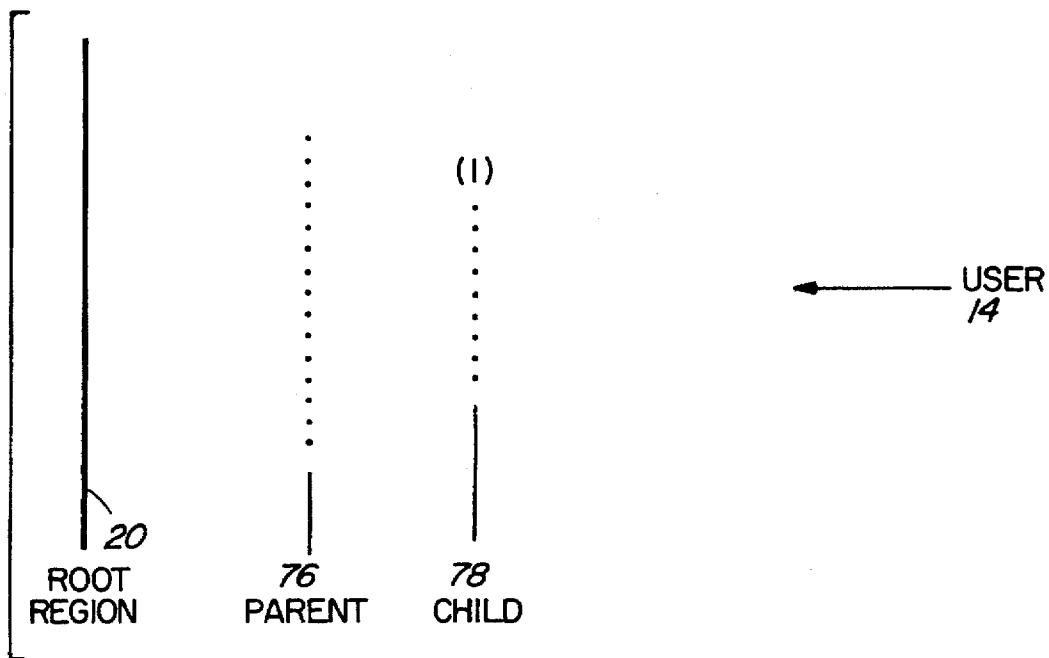 (1)
USER
14
20
ROOT
REGION
76
PARENT
78
CHILD